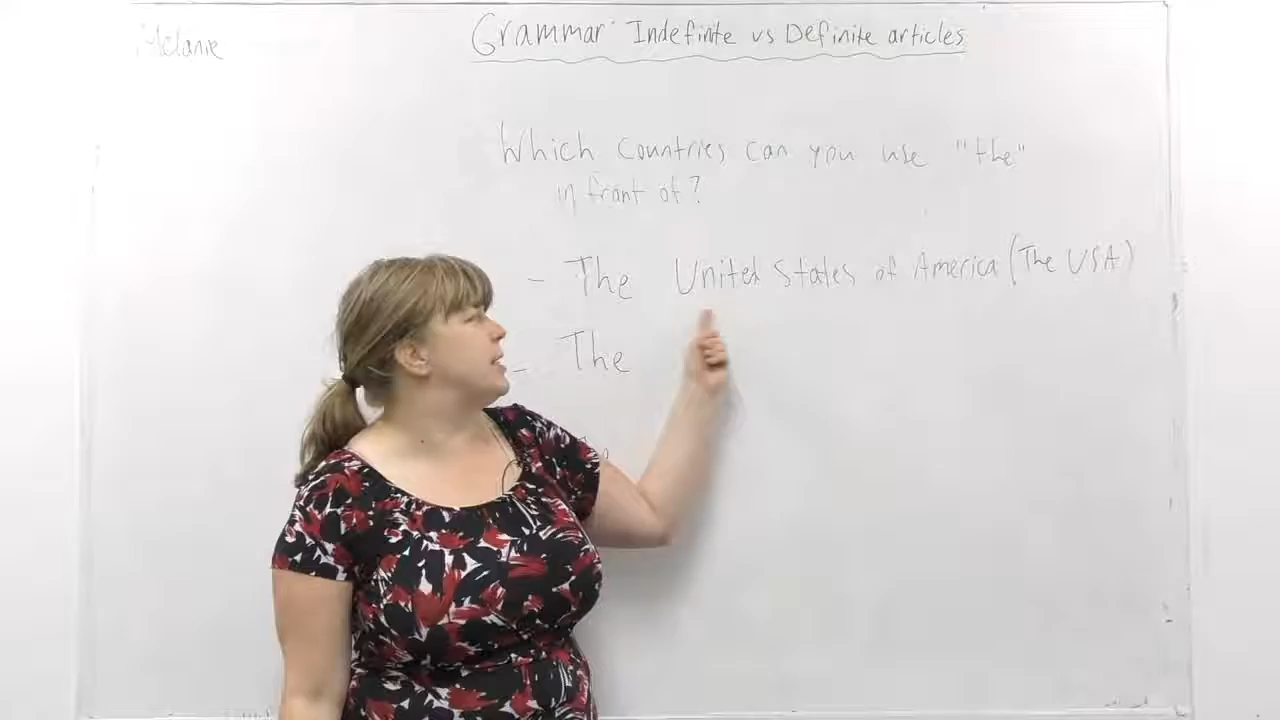 Melanie
Grammar: Indefinite vs Definite articles
Which countries can you use "the"
in front of?
- The United States of America (The USA)
- The